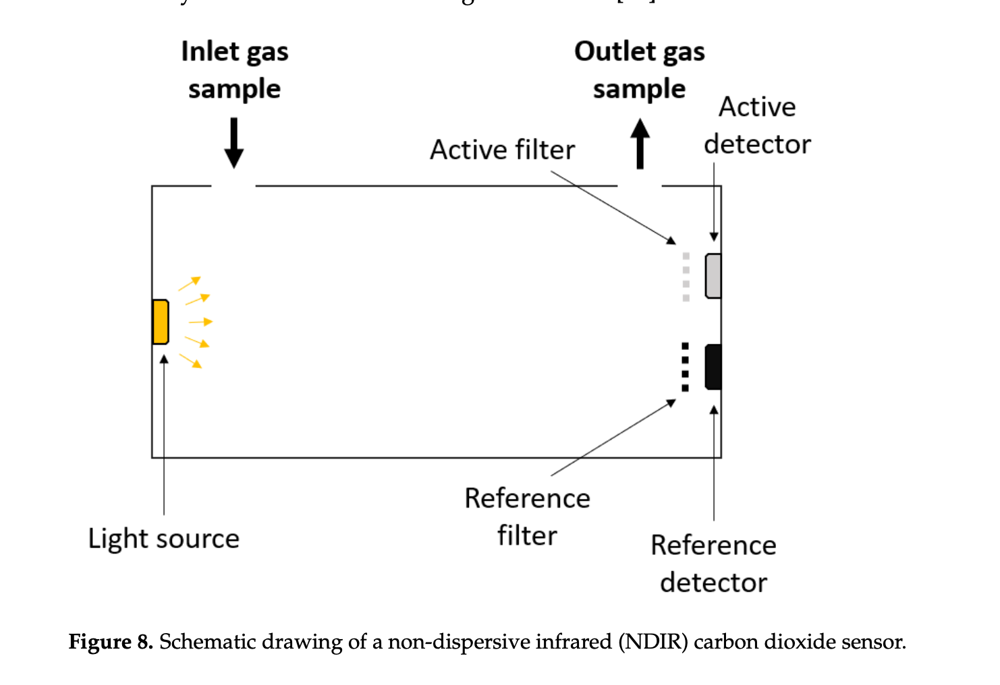 Inlet gas
sample
Outlet gas
sample
Active
detector
Active filter
Light source
Reference
filter
Reference
detector
Figure 8. Schematic drawing of a non-dispersive infrared (NDIR) carbon dioxide sensor.